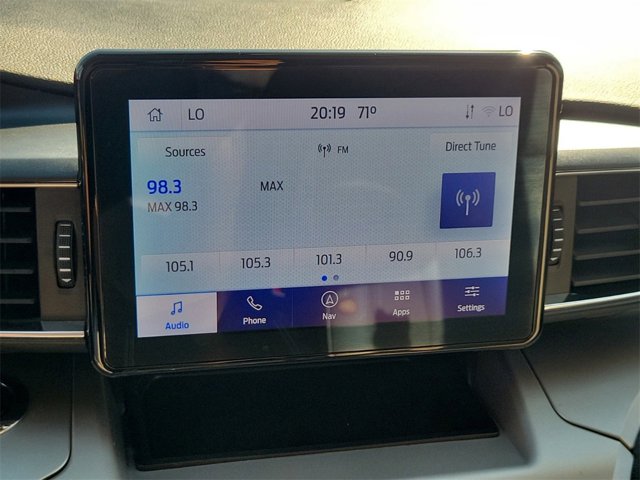 LO 20:19 71º LO
Sources FM Direct Tune
98.3 MAX
MAX 98.3
105.1 105.3 101.3 90.9 106.3
Audio Phone Nav Apps Settings